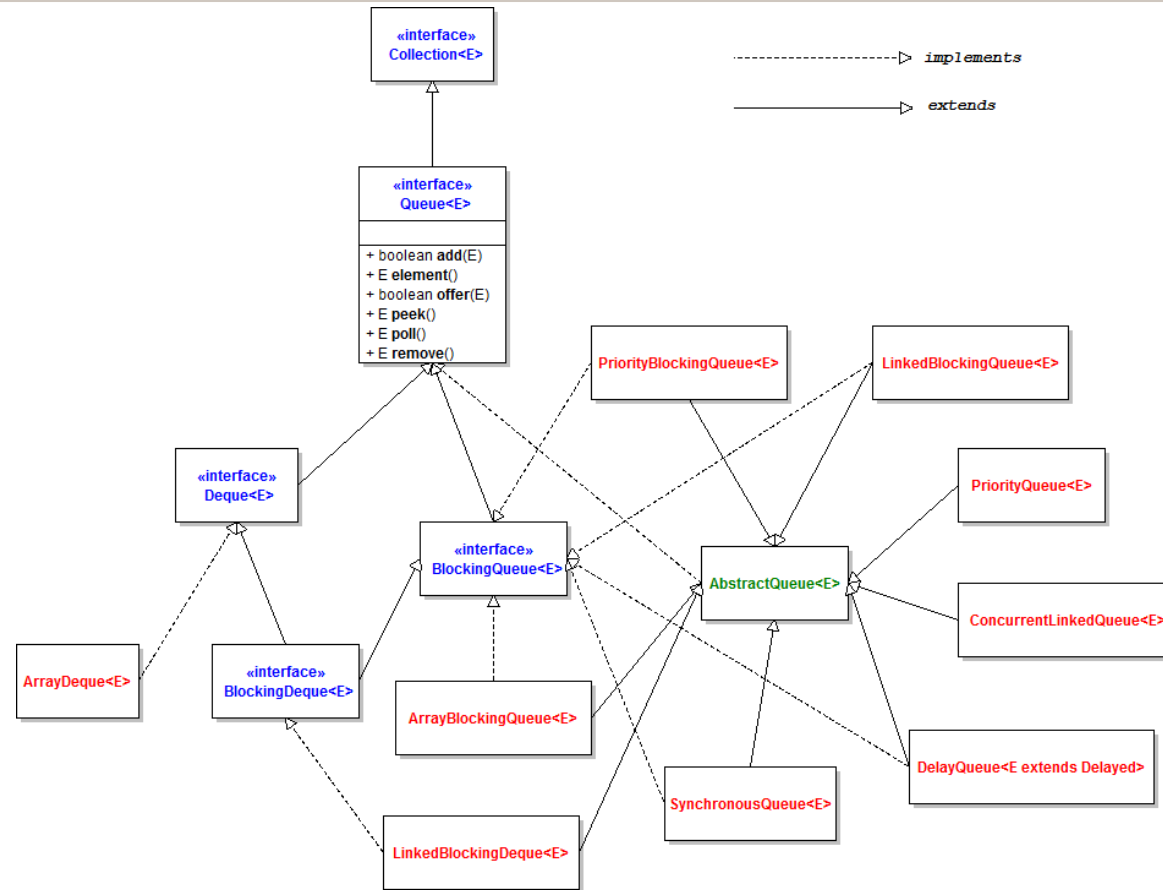 «interface»
Collection<E>
implements
extends
«interface»
Queue<E>
+ boolean add(E)
+ E element()
+ boolean offer(E)
+ E peek()
+ E poll()
+ E remove()
PriorityBlockingQueue<E>
LinkedBlockingQueue<E>
«interface»
Deque<E>
PriorityQueue<E>
«interface»
BlockingQueue<E>
AbstractQueue<E>
ConcurrentLinkedQueue<E>
ArrayDeque<E>
«interface»
BlockingDeque<E>
ArrayBlockingQueue<E>
DelayQueue<E extends Delayed>
SynchronousQueue<E>
LinkedBlockingDeque<E>